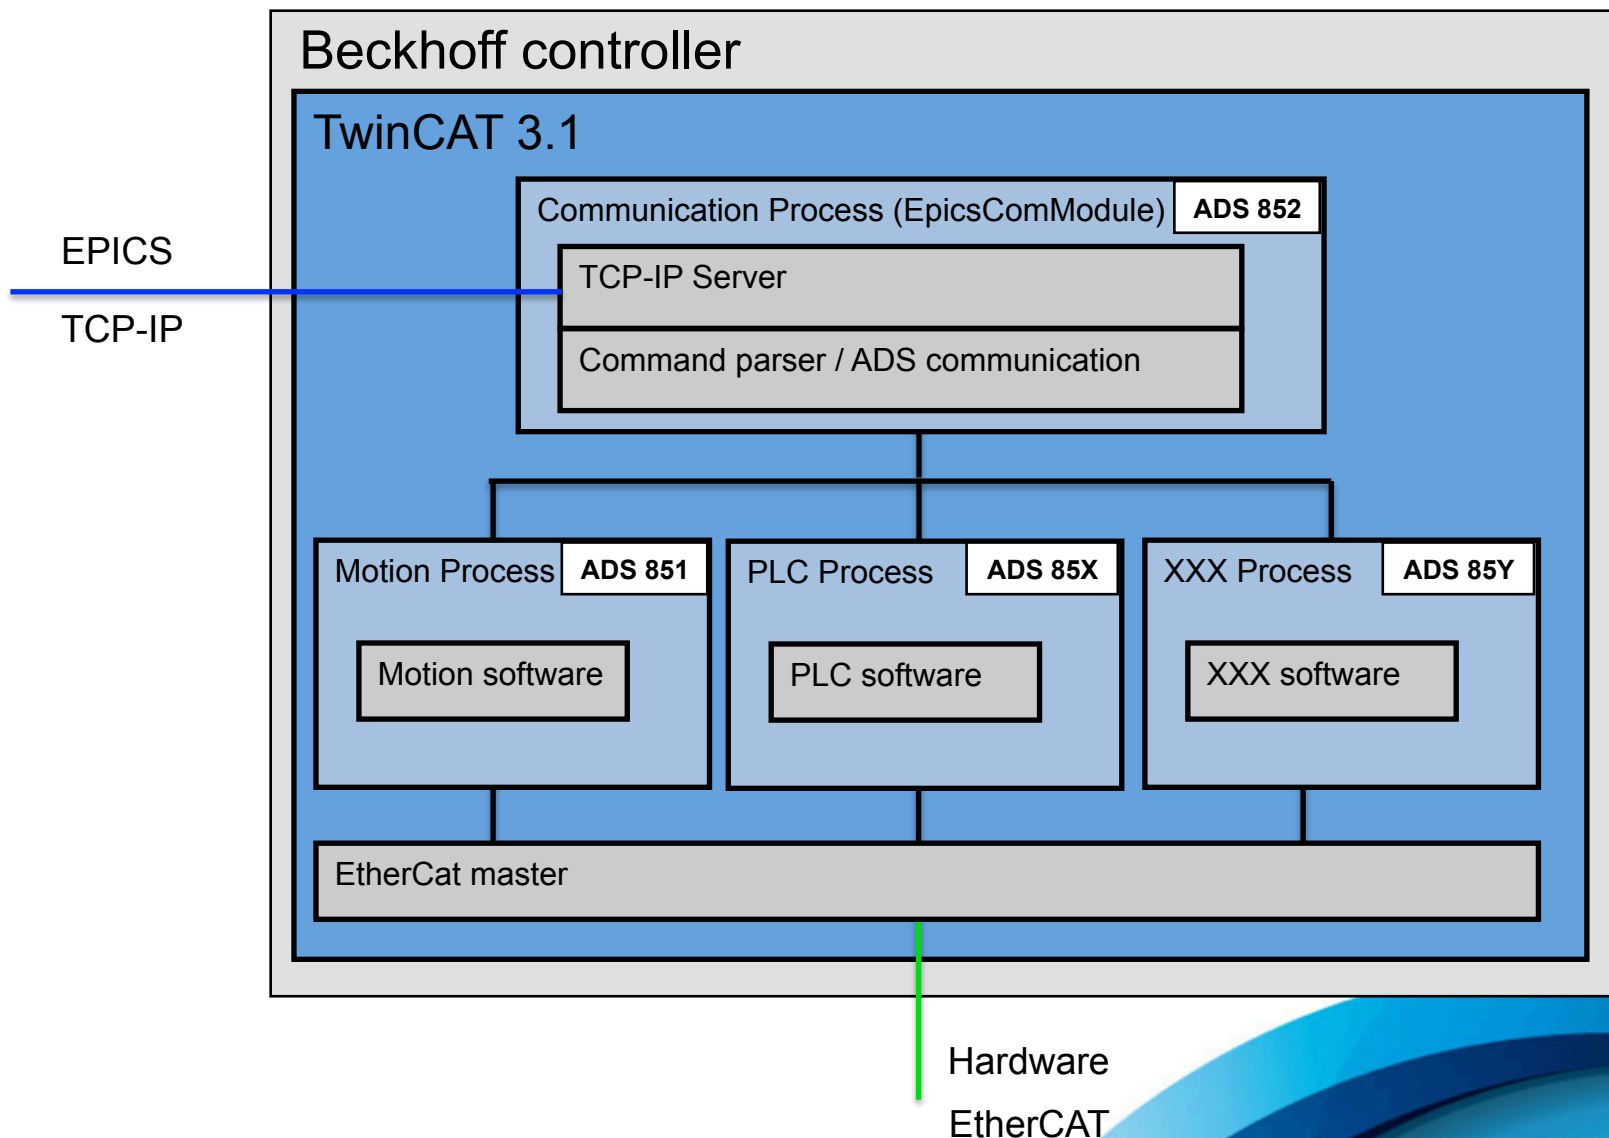 Beckhoff controller
TwinCAT 3.1
Communication Process (EpicsComModule)
ADS 852
EPICS
TCP-IP
TCP-IP Server
Command parser / ADS communication
Motion Process
ADS 851
PLC Process
ADS 85X
XXX Process
ADS 85Y
Motion software
PLC software
XXX software
EtherCat master
Hardware
EtherCAT